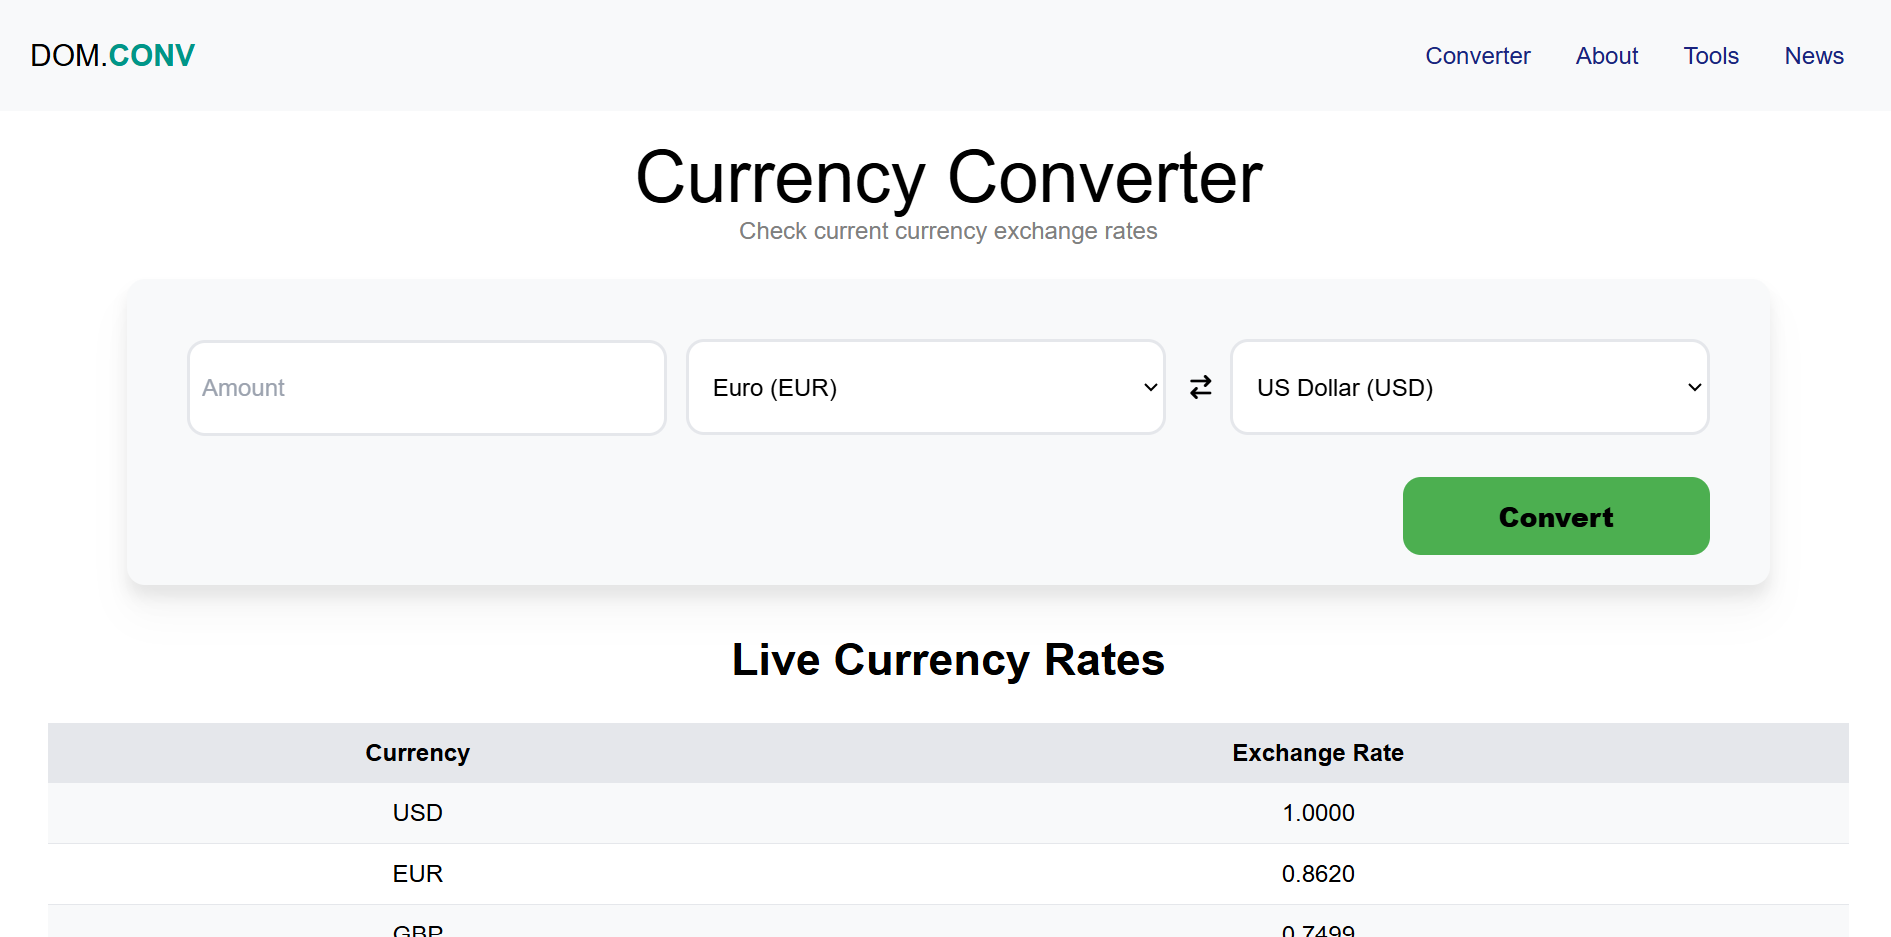 DOM.CONV Converter About Tools News
Currency Converter
Check current currency exchange rates
Amount Euro (EUR) US Dollar (USD)
Convert
Live Currency Rates
Currency Exchange Rate
USD 1.0000
EUR 0.8620
GBP 0.7499